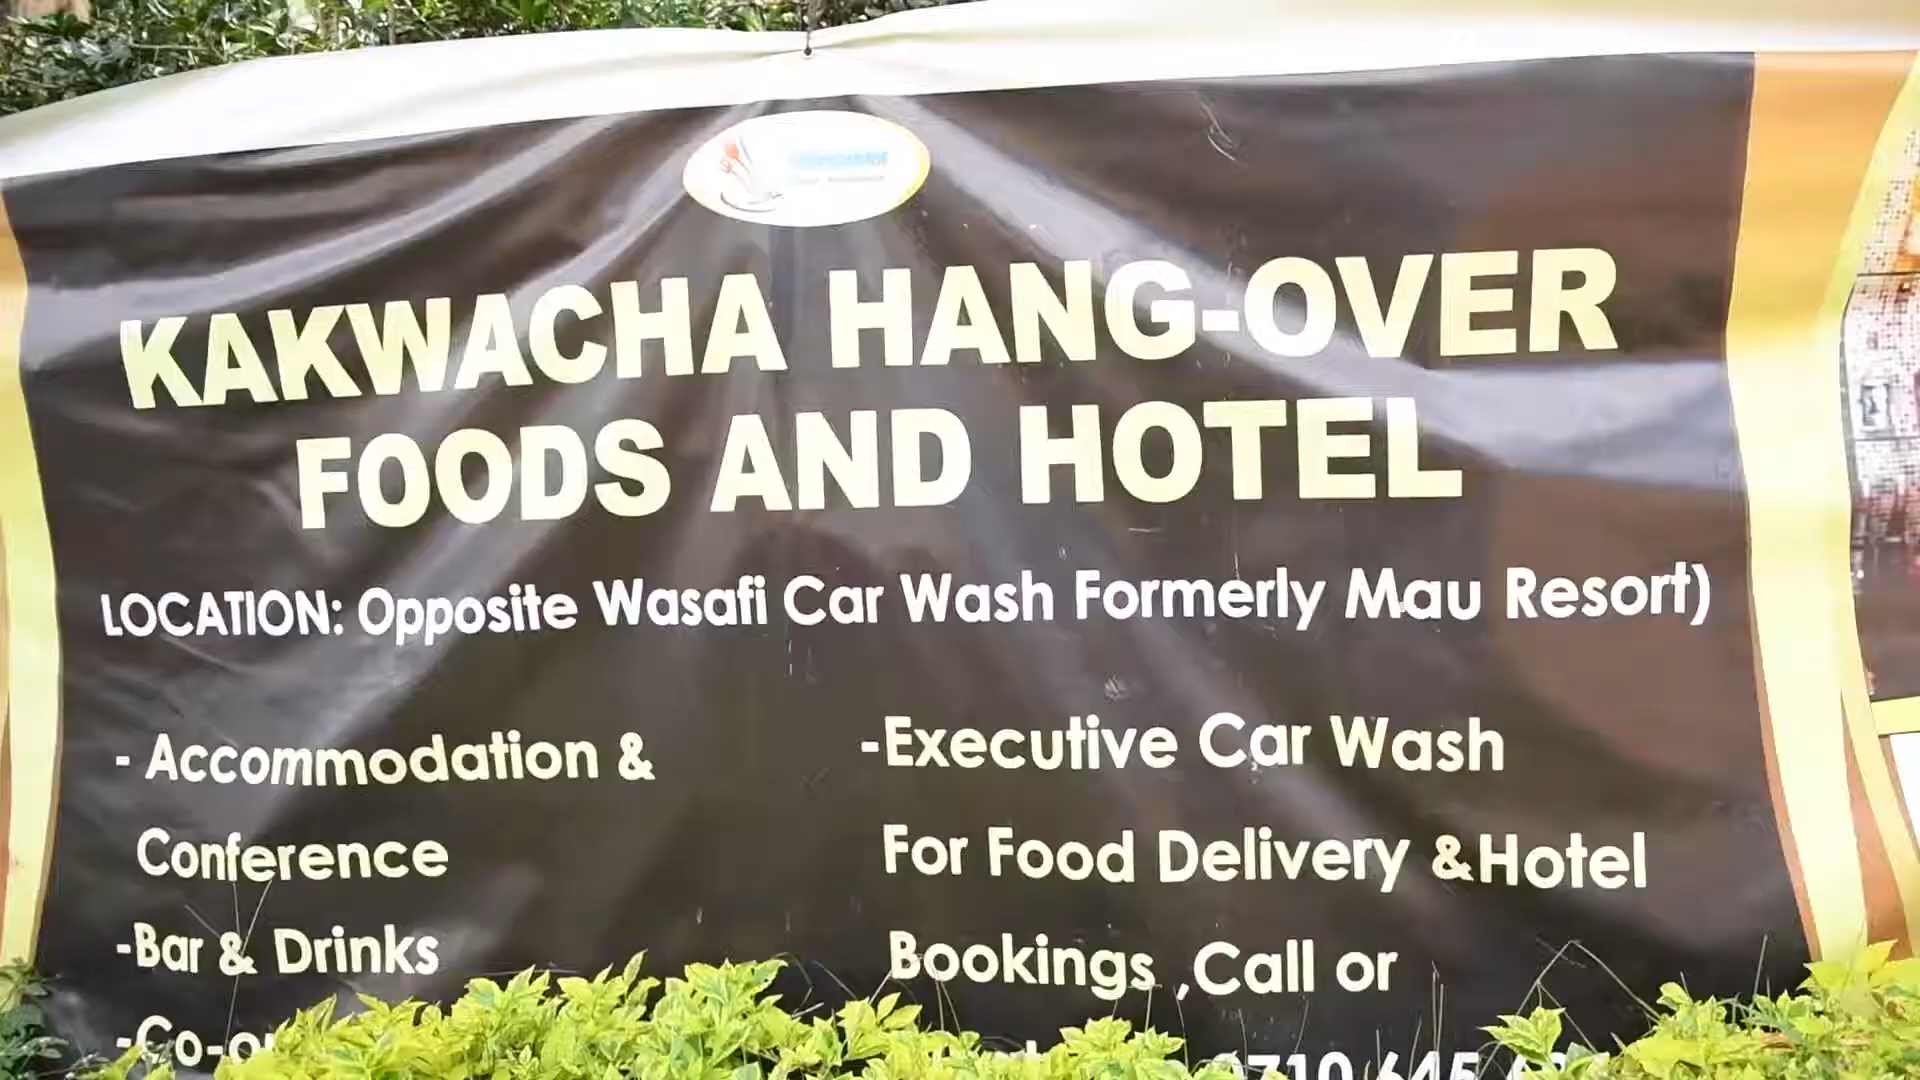 KAKWACHA HANG-OVER
FOODS AND HOTEL
LOCATION: Opposite Wasafi Car Wash Formerly Mau Resort)
- Accommodation &
Conference
-Bar & Drinks
-Executive Car Wash
For Food Delivery &Hotel
Bookings ,Call or